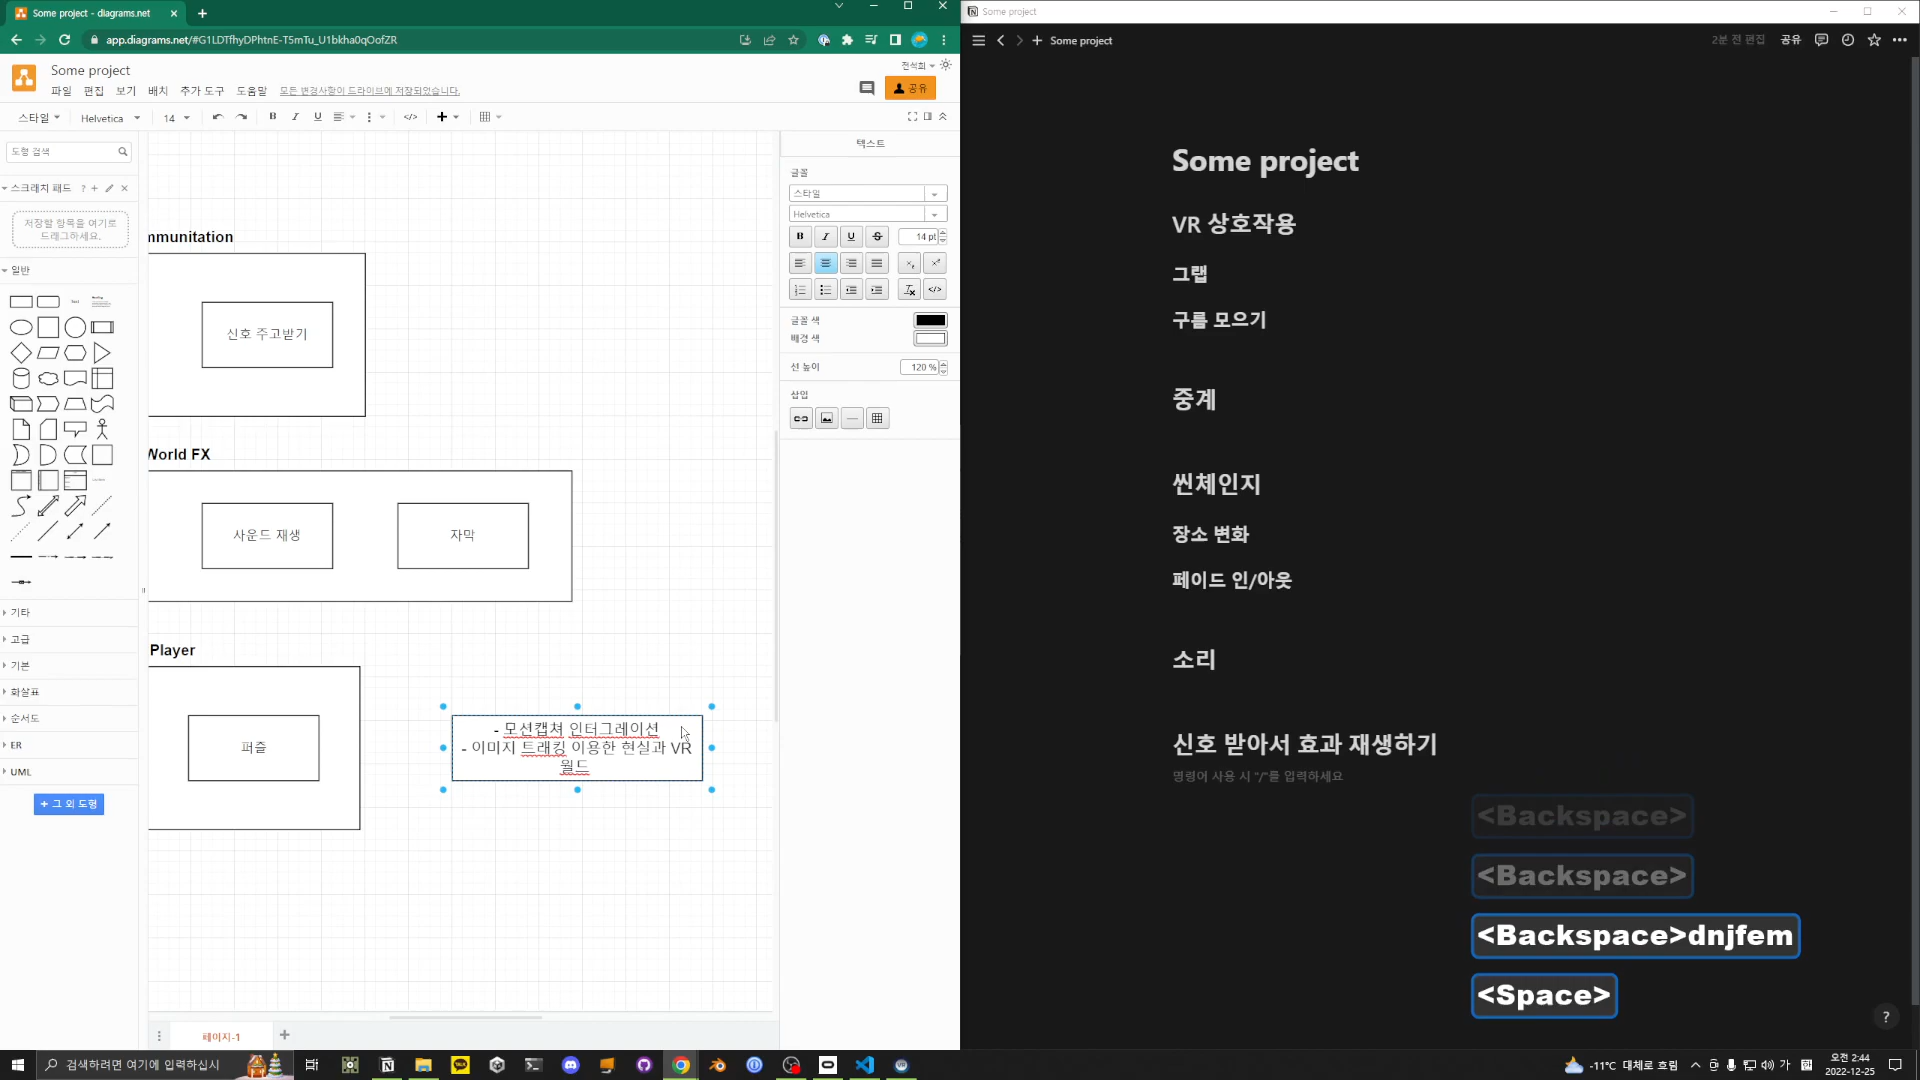 Some project - diagrams.net
app.diagrams.net/#G1LDTfhyDPhtnE-T5mTu_U1bkha0qOofZR
Some project
전석희
파일 편집 보기 배치 추가 도구 도움말 모든 변경사항이 드라이브에 저장되었습니다.
공유
스타일 Helvetica 14 B I U </>
도형 검색
스크래치 패드 ? + ×
저장할 항목을 여기로
드래그하세요.
일반
Text
Heading
기타
고급
기본
화살표
순서도
ER
UML
+ 그 외 도형
mmunitation
신호 주고받기
World FX
사운드 재생
자막
Player
퍼즐
- 모션캡쳐 인터그레이션
- 이미지 트래킹 이용한 현실과 VR
월드
페이지-1
텍스트
글꼴
스타일
Helvetica
B I U S 14 pt
글꼴 색
배경 색
선 높이 120 %
삽입
Some project
Some project
2분 전 편집 공유
Some project
VR 상호작용
그랩
구름 모으기
중계
씬체인지
장소 변화
페이드 인/아웃
소리
신호 받아서 효과 재생하기
명령어 사용 시 "/"를 입력하세요
<Backspace>
<Backspace>
<Backspace>dnjfem
<Space>
?
검색하려면 여기에 입력하십시
-11°C 대체로 흐림
가
오전 2:44
2022-12-25